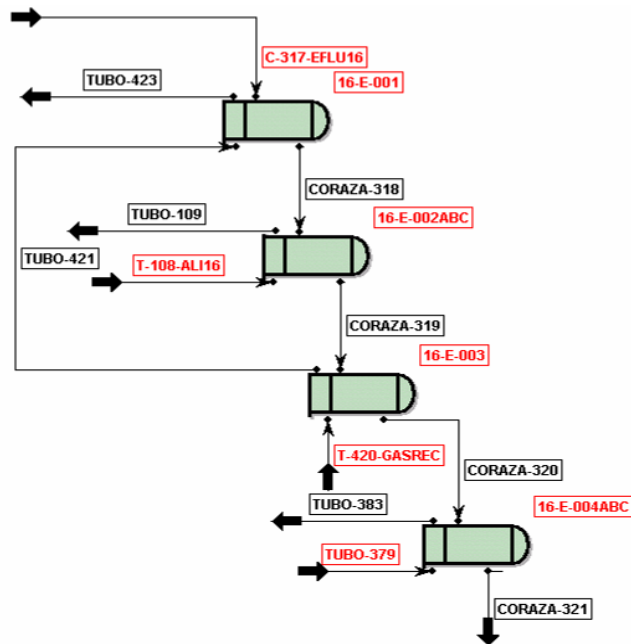 C-317-EFLU16
TUBO-423
16-E-001
CORAZA-318
TUBO-109
16-E-002ABC
TUBO-421
T-108-ALI16
CORAZA-319
16-E-003
T-420-GASREC
CORAZA-320
TUBO-383
16-E-004ABC
TUBO-379
CORAZA-321